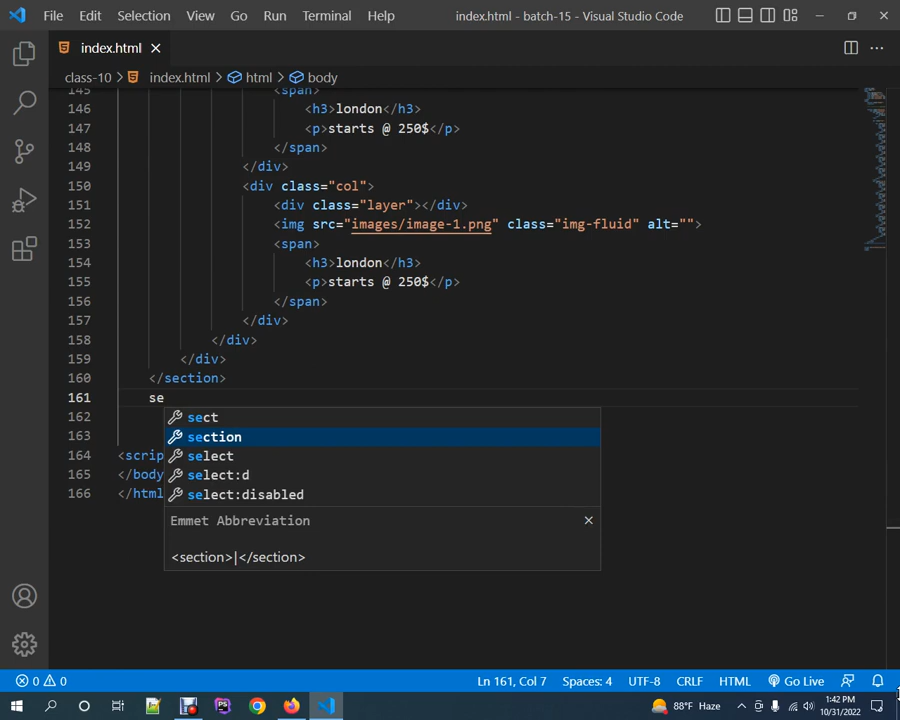 File Edit Selection View Go Run Terminal Help index.html - batch-15 - Visual Studio Code
index.html
class-10 > index.html > html > body
145 <span>
146 <h3>london</h3>
147 <p>starts @ 250$</p>
148 </span>
149 </div>
150 <div class="col">
151 <div class="layer"></div>
152 <img src="images/image-1.png" class="img-fluid" alt="">
153 <span>
154 <h3>london</h3>
155 <p>starts @ 250$</p>
156 </span>
157 </div>
158 </div>
159 </div>
160 </section>
161 se
162 sect
163 section
select
164 <scrip
165 </body select:d
166 </html select:disabled
Emmet Abbreviation
<section>|</section>
0 0 Ln 161, Col 7 Spaces: 4 UTF-8 CRLF HTML Go Live
PS 88°F Haze 1:42 PM
10/31/2022